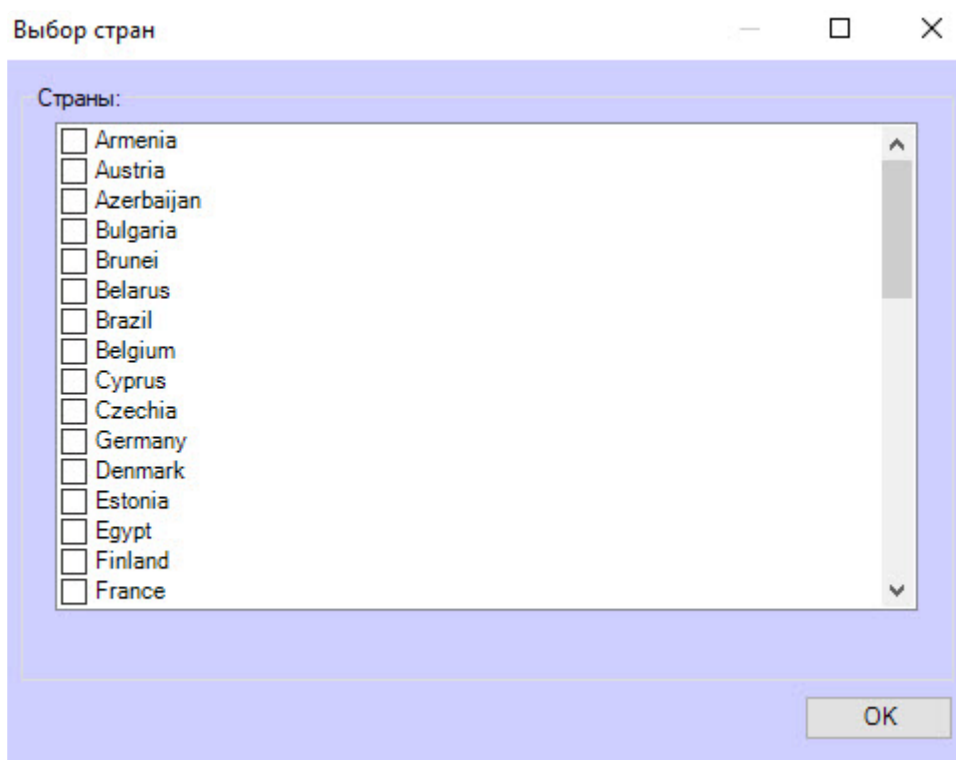 Выбор стран
Страны:
Armenia
Austria
Azerbaijan
Bulgaria
Brunei
Belarus
Brazil
Belgium
Cyprus
Czechia
Germany
Denmark
Estonia
Egypt
Finland
France
OK